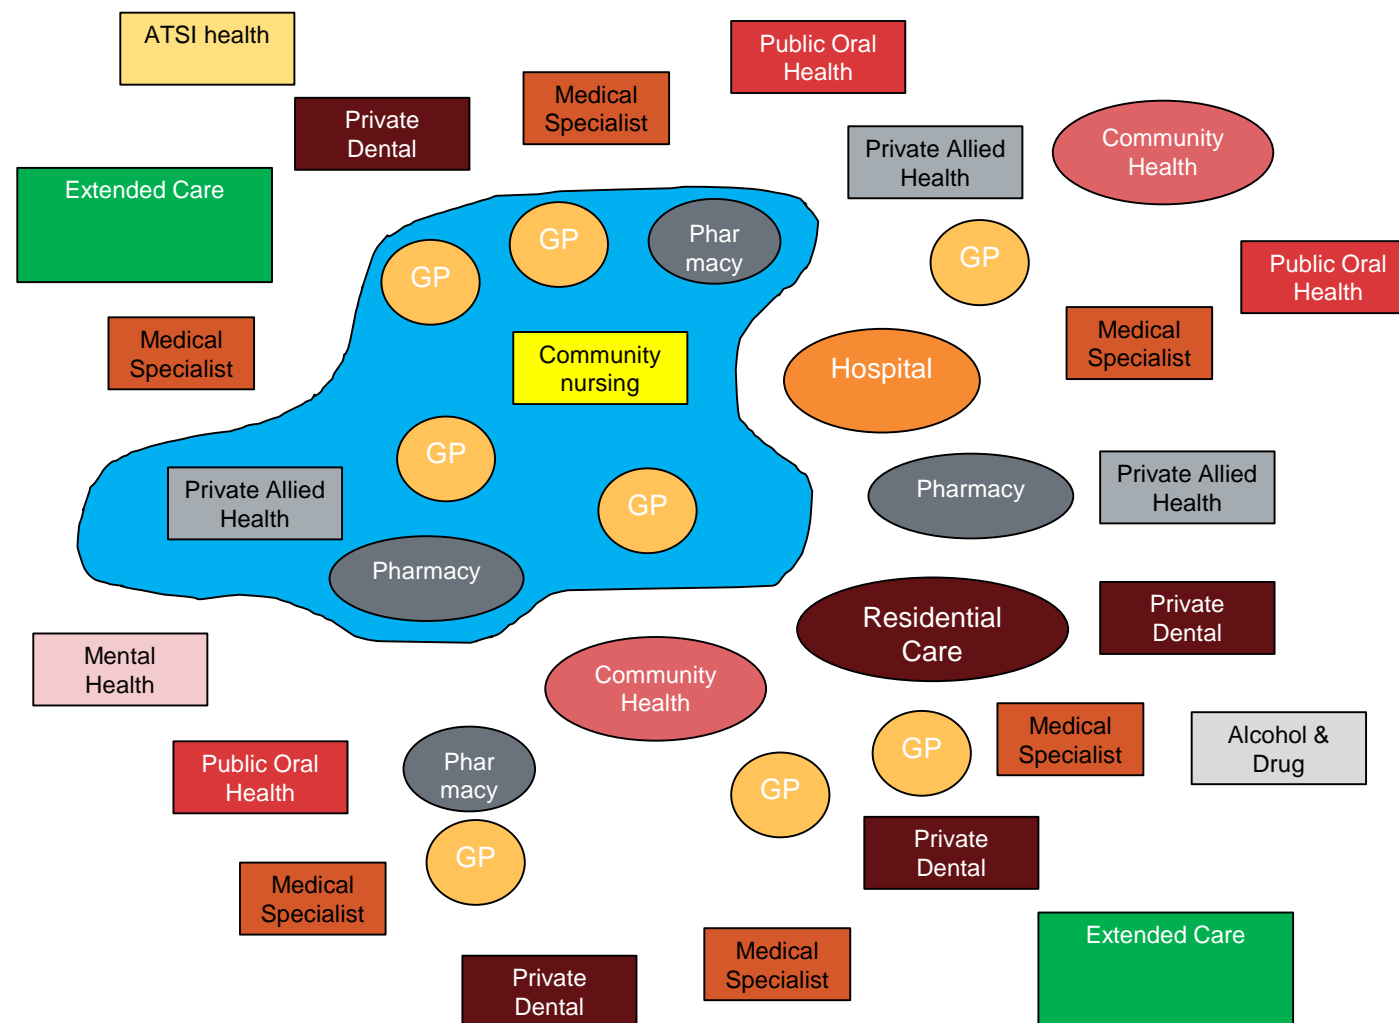 ATSI health
Public Oral
Health
Medical
Specialist
Private
Dental
Private Allied
Health
Community
Health
Extended Care
GP
GP
Phar
macy
GP
Public Oral
Health
Medical
Specialist
Community
nursing
Hospital
Medical
Specialist
GP
Private Allied
Health
GP
Pharmacy
Private Allied
Health
Pharmacy
Residential
Care
Private
Dental
Mental
Health
Community
Health
Public Oral
Health
Phar
macy
GP
GP
Medical
Specialist
Alcohol &
Drug
GP
Private
Dental
Medical
Specialist
Medical
Specialist
Extended Care
Private
Dental